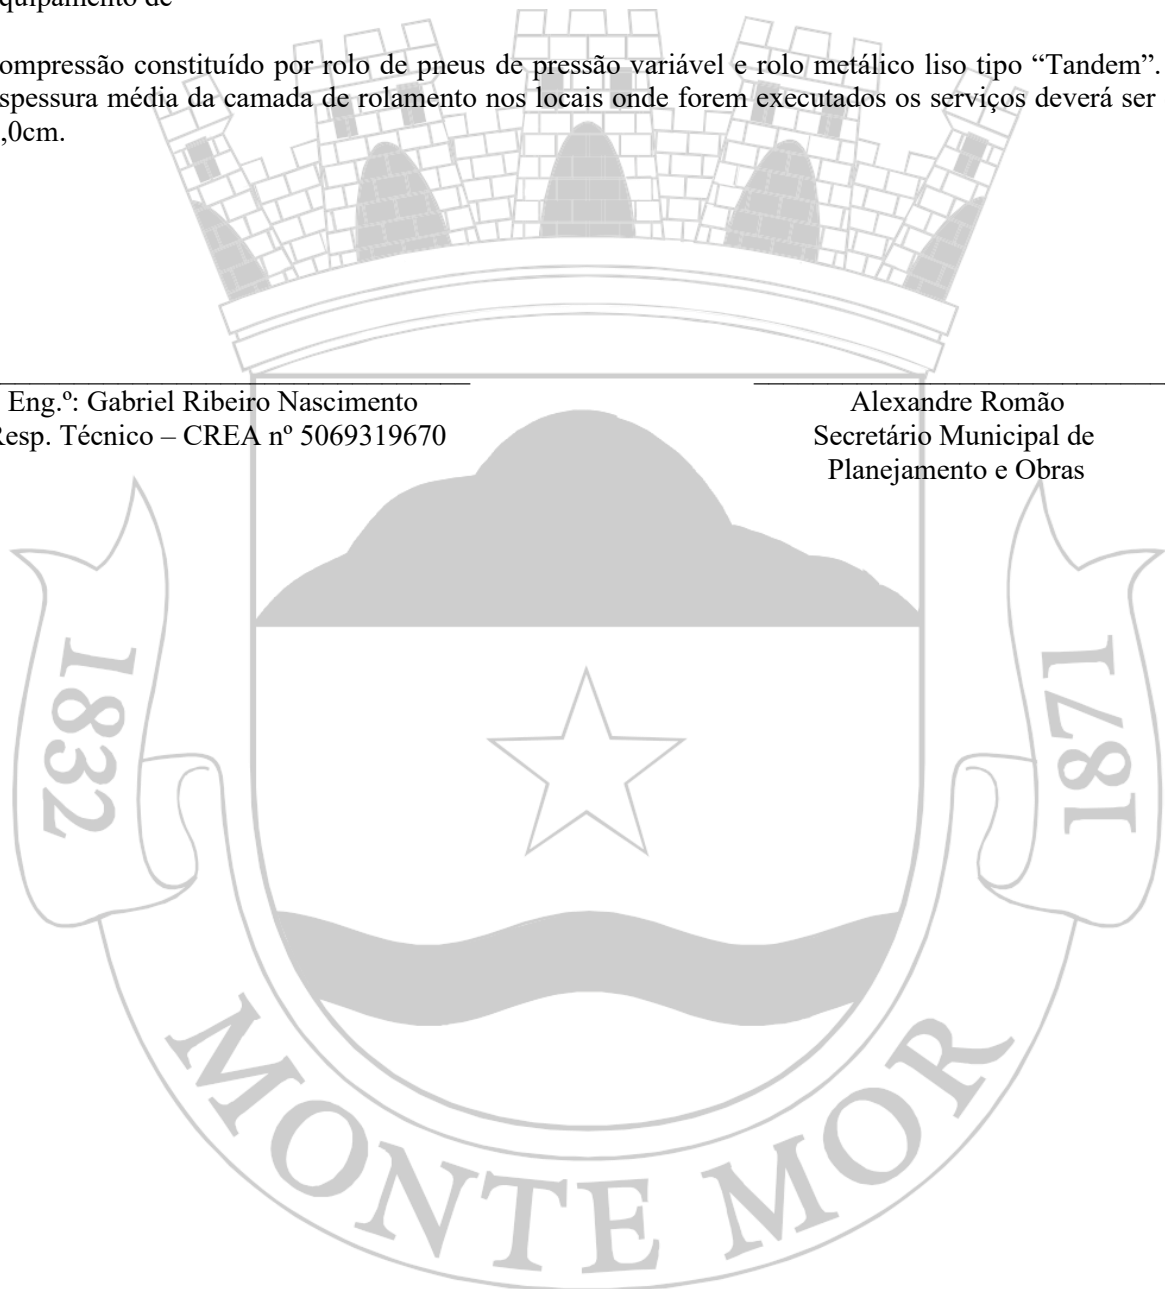 quipamento de
ompressão constituído por rolo de pneus de pressão variável e rolo metálico liso tipo “Tandem”.
spessura média da camada de rolamento nos locais onde forem executados os serviços deverá ser
,0cm.
Eng.º: Gabriel Ribeiro Nascimento
Resp. Técnico – CREA nº 5069319670
Alexandre Romão
Secretário Municipal de
Planejamento e Obras
1832
1871
MONTE MOR